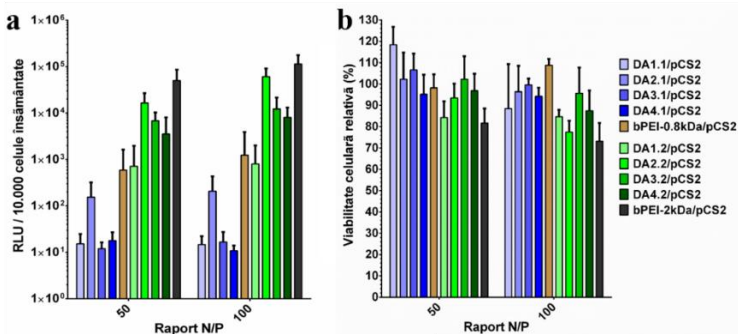 a
RLU / 10.000 celule însămânțate
1×10⁶
1×10⁵
1×10⁴
1×10³
1×10²
1×10¹
1×10⁰
50
100
Raport N/P
b
Viabilitate celulară relativă (%)
130
120
110
100
90
80
70
60
50
40
30
20
10
0
50
100
Raport N/P
DA1.1/pCS2
DA2.1/pCS2
DA3.1/pCS2
DA4.1/pCS2
bPEI-0.8kDa/pCS2
DA1.2/pCS2
DA2.2/pCS2
DA3.2/pCS2
DA4.2/pCS2
bPEI-2kDa/pCS2